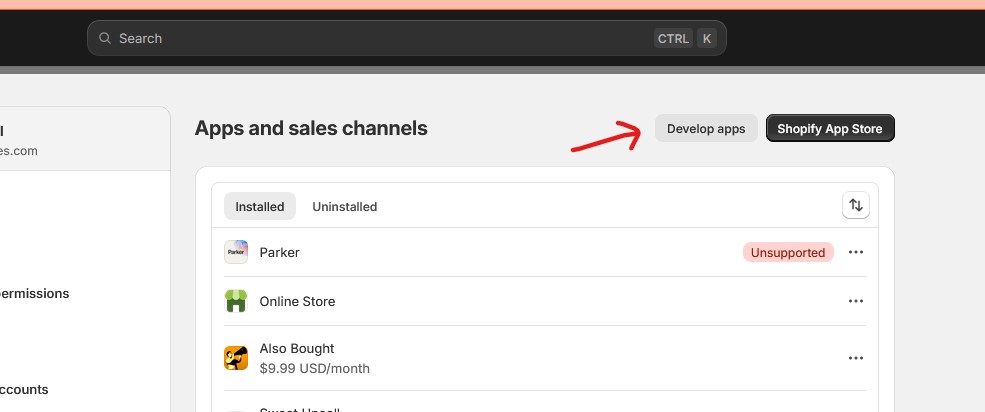 Search CTRL K
es.com
Apps and sales channels Develop apps Shopify App Store
Installed Uninstalled
Parker Parker Unsupported
ermissions
Online Store
Also Bought
$9.99 USD/month
ccounts